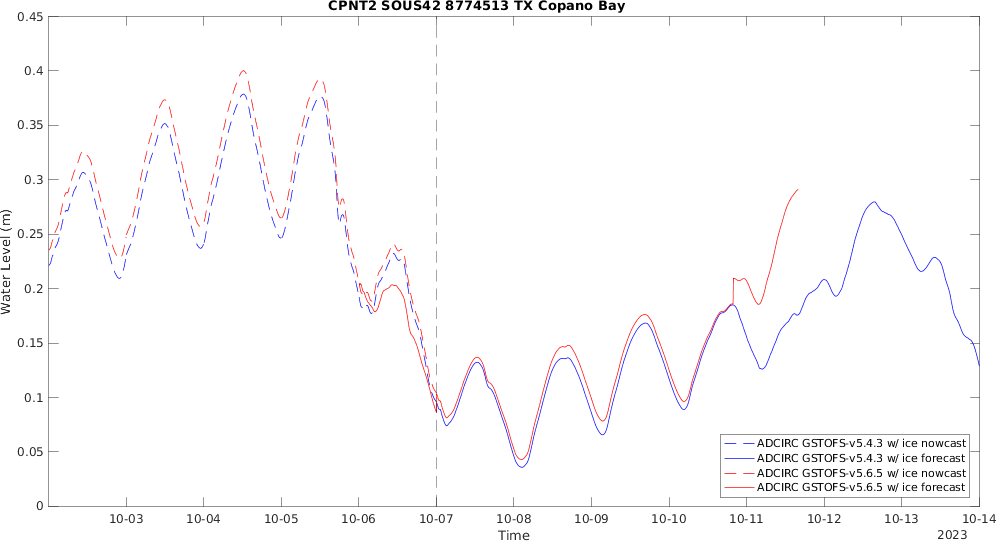 CPNT2 SOUS42 8774513 TX Copano Bay
0.45
0.4
0.35
0.3
0.25
0.2
0.15
0.1
0.05
0
Water Level (m)
ADCIRC GSTOFS-v5.4.3 w/ ice nowcast
ADCIRC GSTOFS-v5.4.3 w/ ice forecast
ADCIRC GSTOFS-v5.6.5 w/ ice nowcast
ADCIRC GSTOFS-v5.6.5 w/ ice forecast
10-03 10-04 10-05 10-06 10-07 10-08 10-09 10-10 10-11 10-12 10-13 10-14
Time
2023